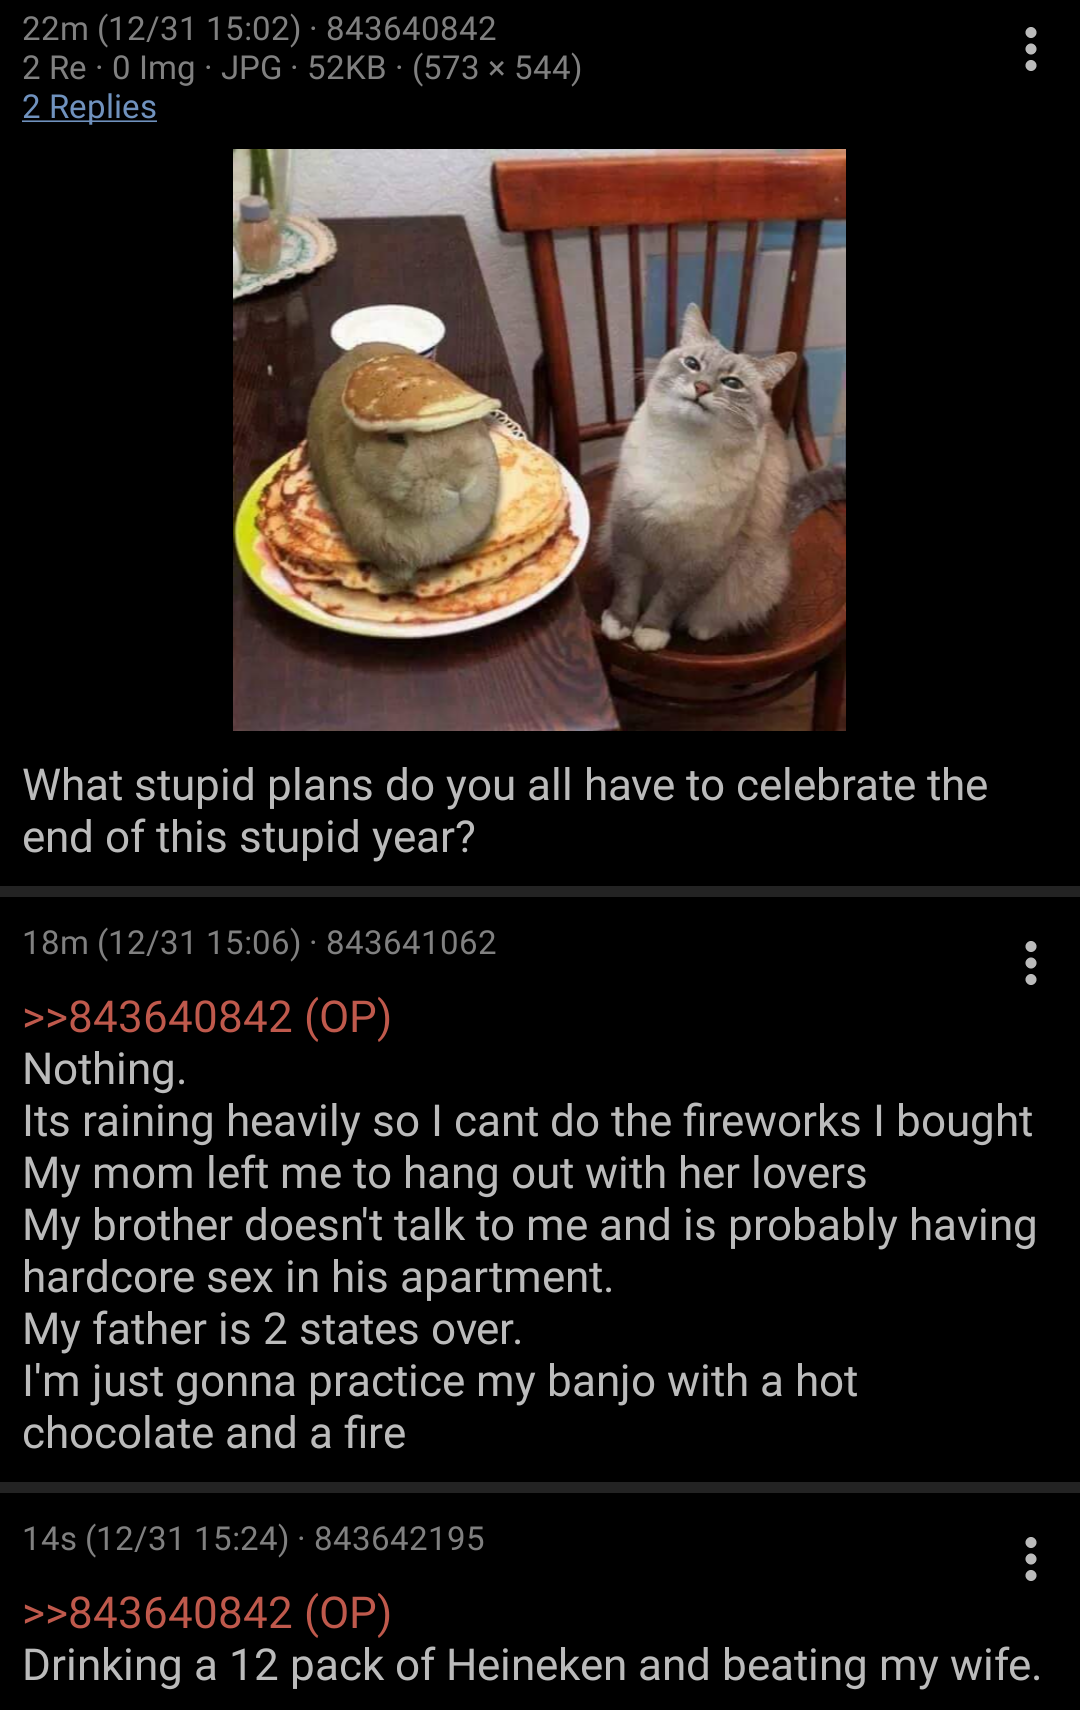 22m (12/31 15:02) · 843640842
2 Re · 0 Img · JPG · 52KB · (573 × 544)
2 Replies
What stupid plans do you all have to celebrate the
end of this stupid year?
18m (12/31 15:06) · 843641062
>>843640842 (OP)
Nothing.
Its raining heavily so I cant do the fireworks I bought
My mom left me to hang out with her lovers
My brother doesn't talk to me and is probably having
hardcore sex in his apartment.
My father is 2 states over.
I'm just gonna practice my banjo with a hot
chocolate and a fire
14s (12/31 15:24) · 843642195
>>843640842 (OP)
Drinking a 12 pack of Heineken and beating my wife.